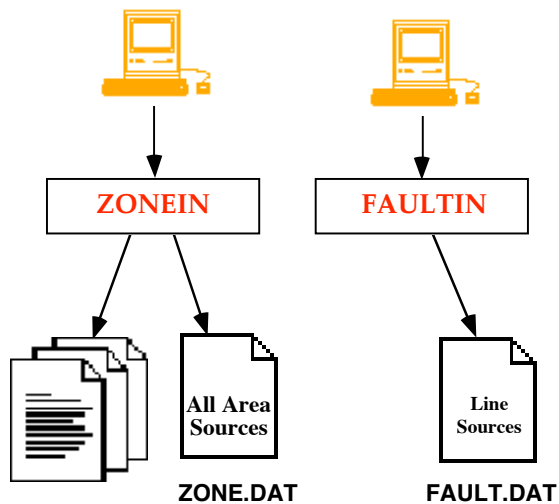 ZONEIN
FAULTIN
All Area
Sources
Line
Sources
ZONE.DAT
FAULT.DAT